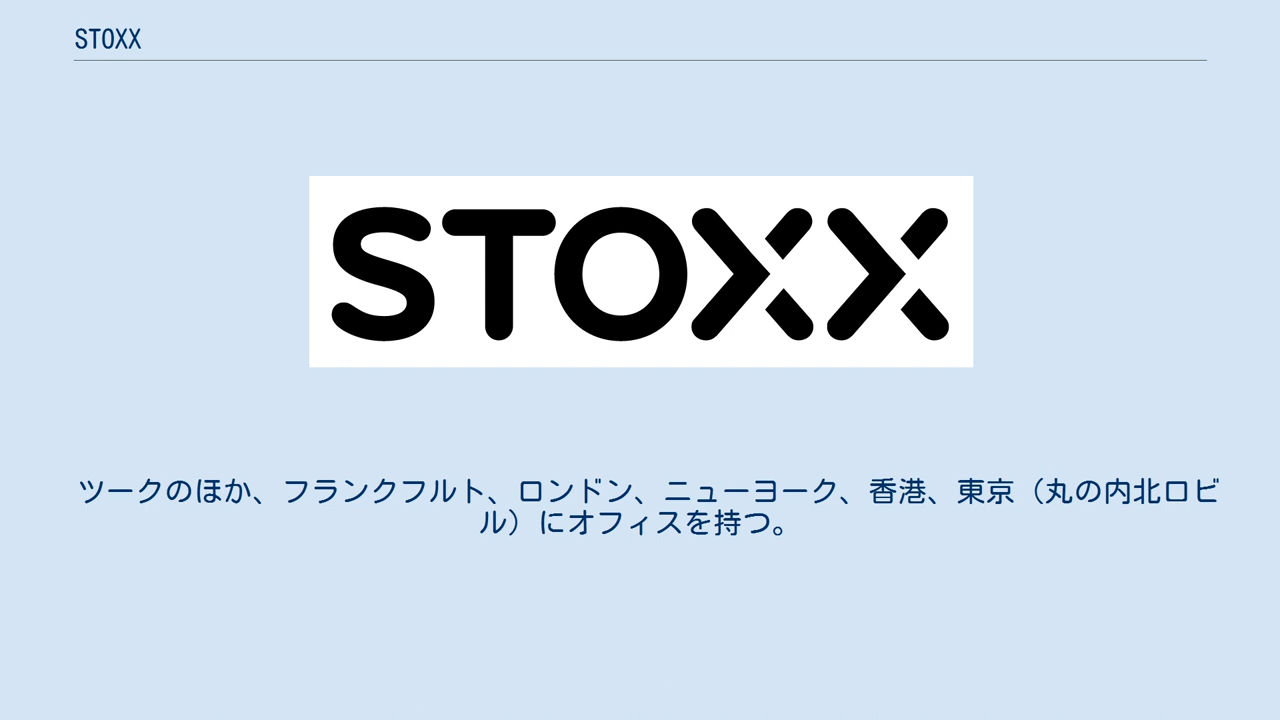 STOXX
STOXX
ツークのほか、フランクフルト、ロンドン、ニューヨーク、香港、東京（丸の内北口ビ
ル）にオフィスを持つ。